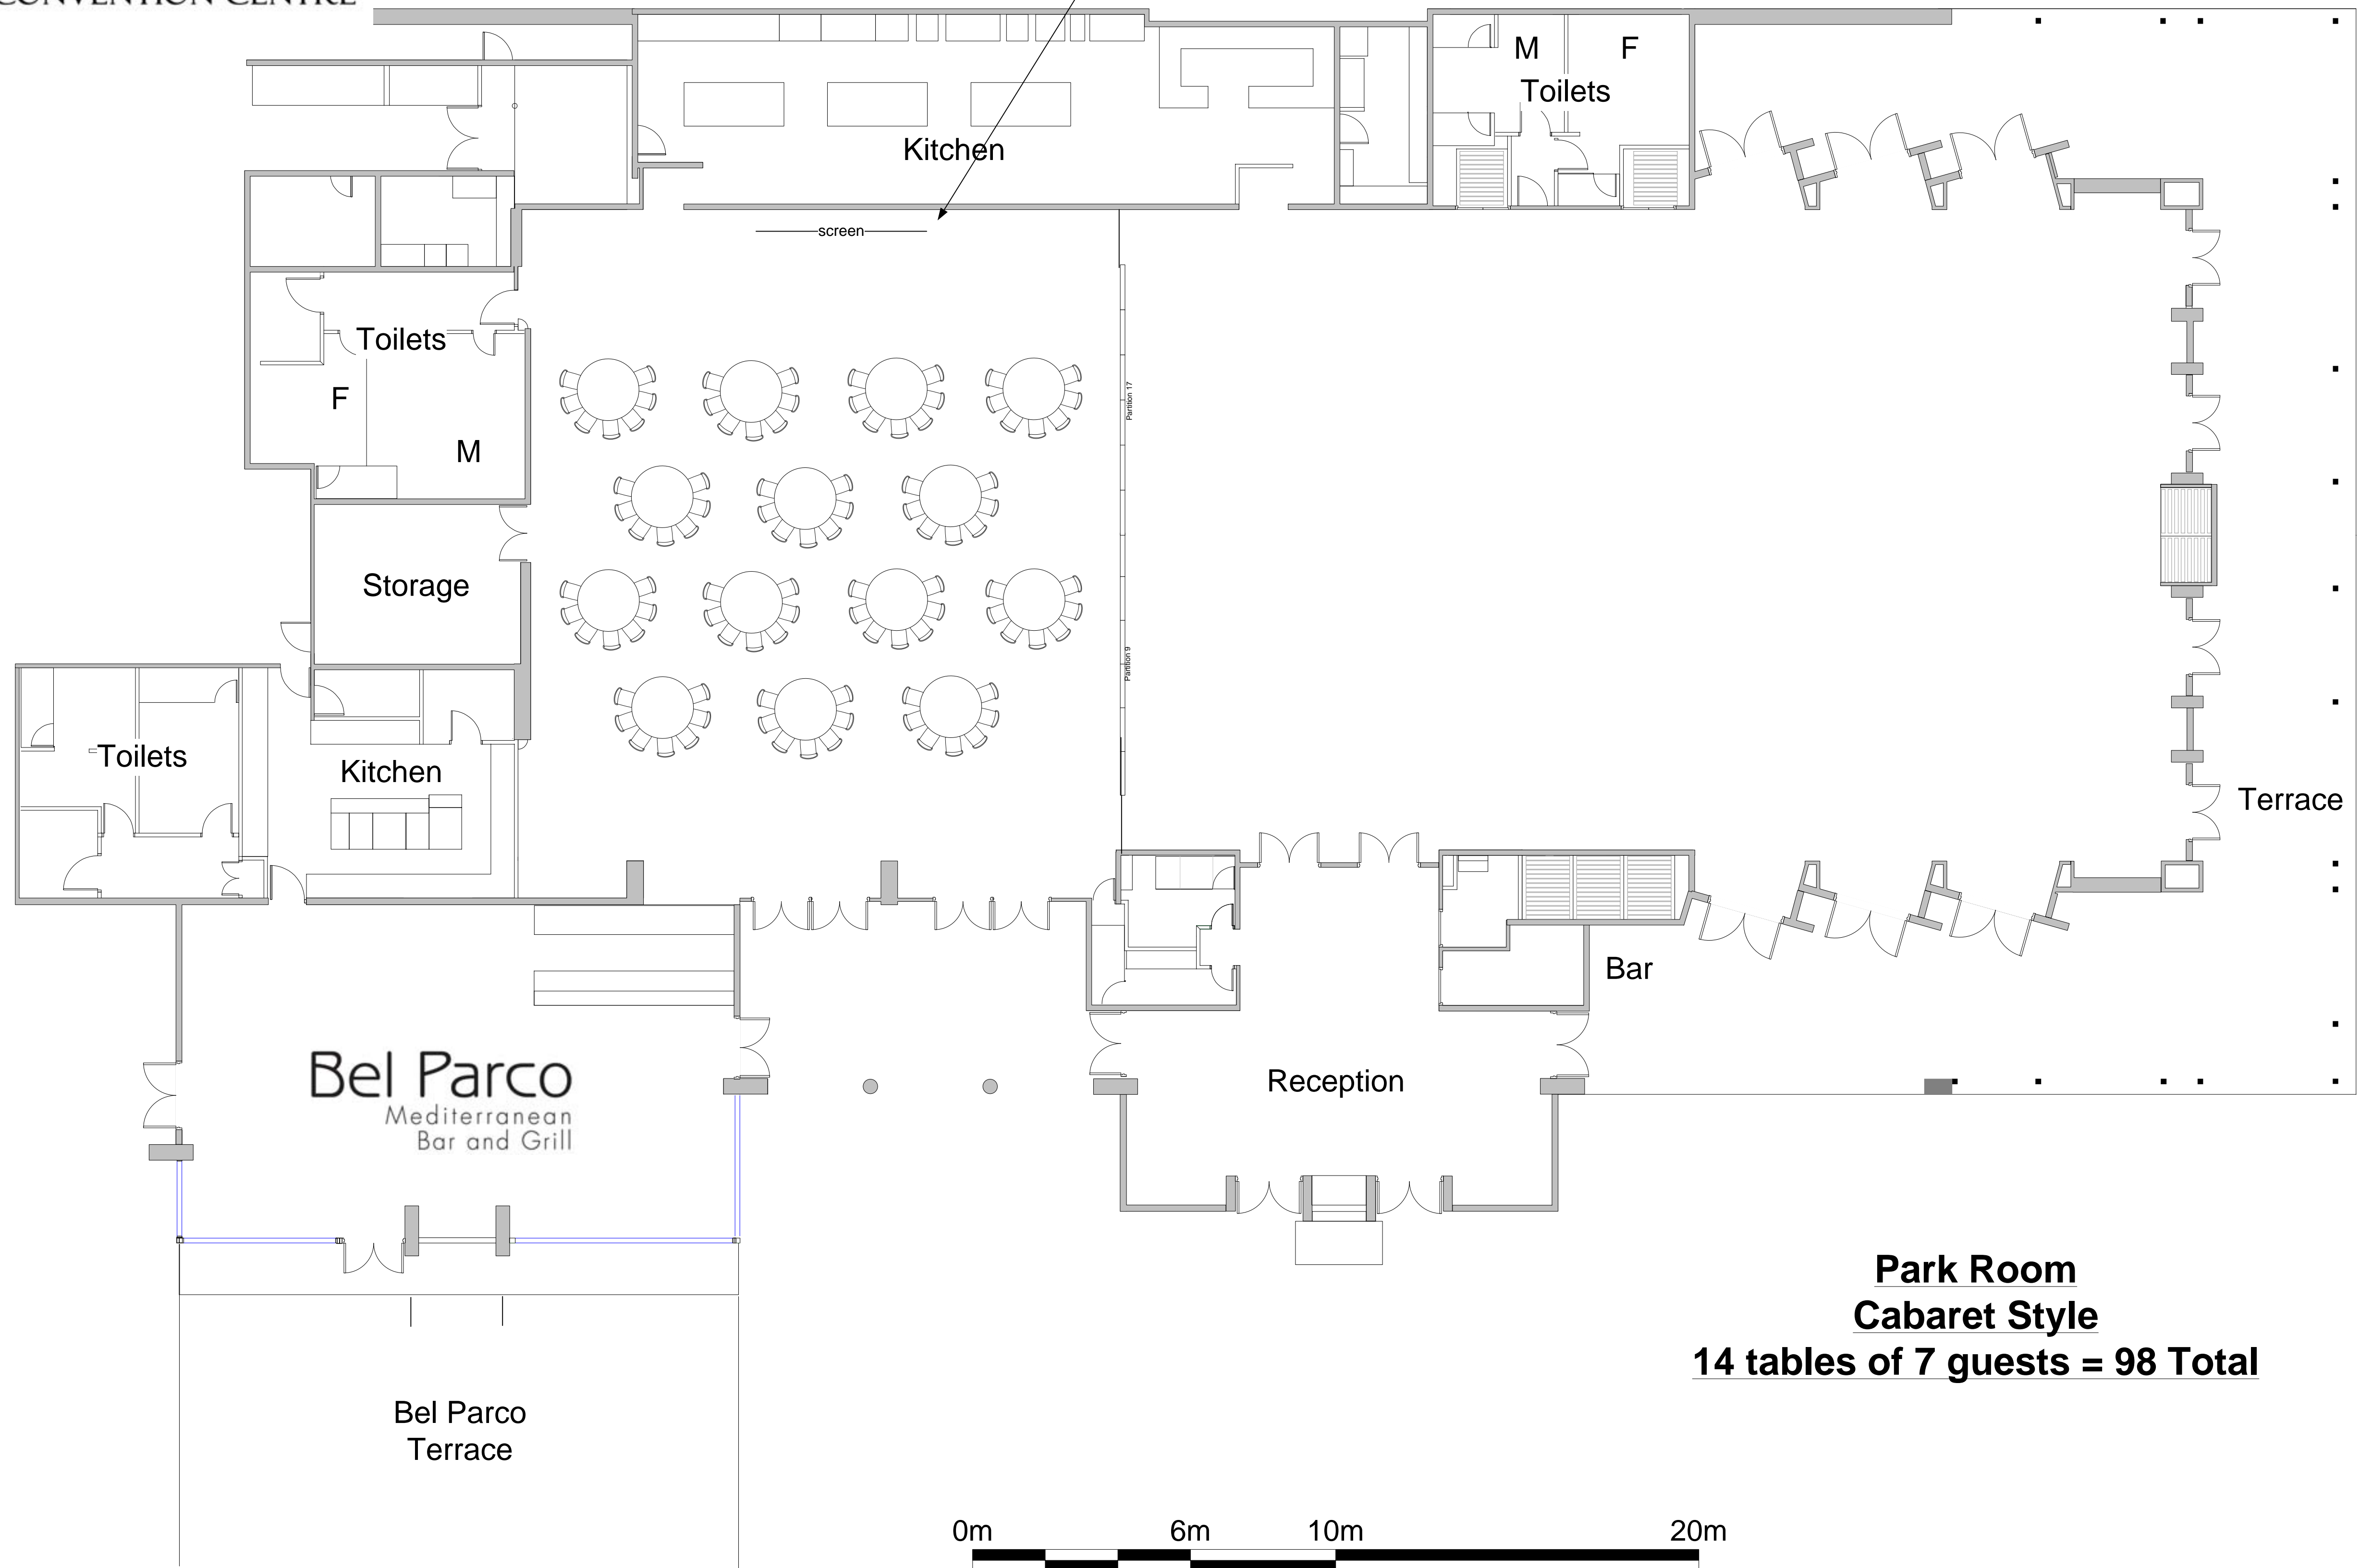 CONVENTION CENTRE
M
F
Toilets
Kitchen
screen
Toilets
F
M
Partition 17
Storage
Partition 9
Toilets
Kitchen
Terrace
Bar
Bel Parco
Mediterranean
Bar and Grill
Reception
Park Room
Cabaret Style
14 tables of 7 guests = 98 Total
Bel Parco
Terrace
0m 6m 10m 20m